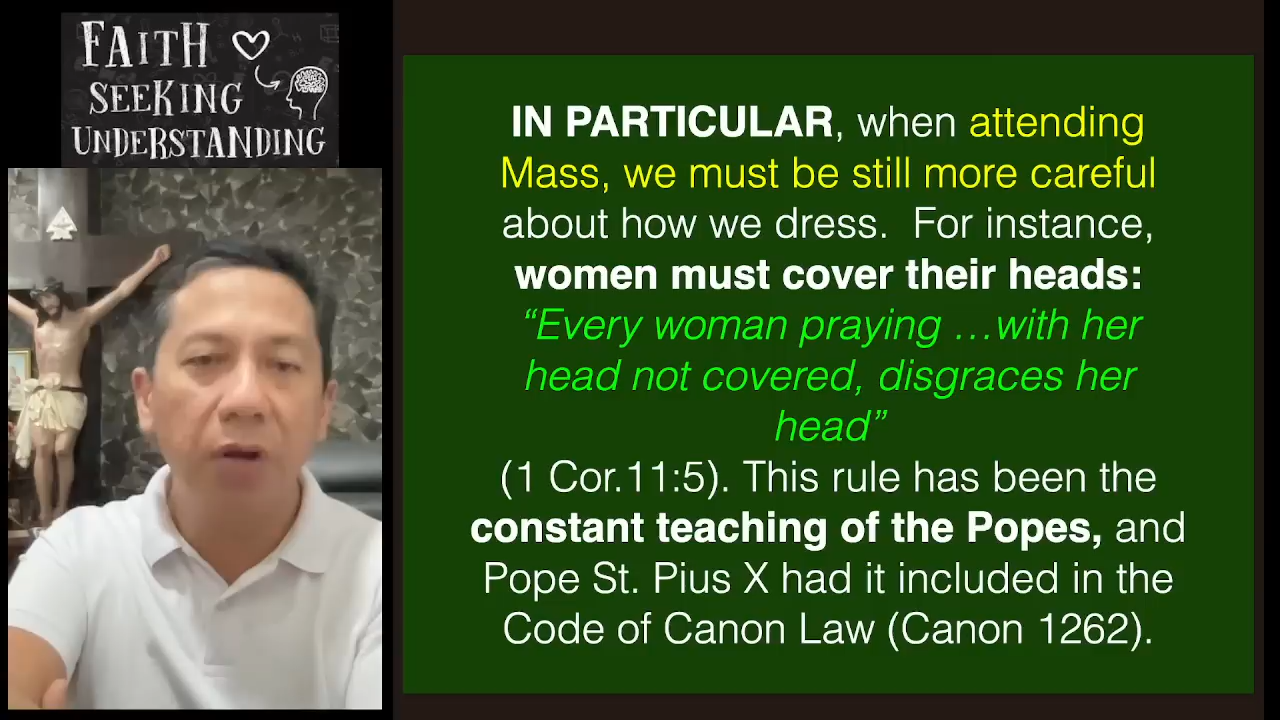 FAITH
SEEKING
UNDERSTANDING
IN PARTICULAR, when attending
Mass, we must be still more careful
about how we dress.  For instance,
women must cover their heads:
“Every woman praying …with her
head not covered, disgraces her
head”
(1 Cor.11:5). This rule has been the
constant teaching of the Popes, and
Pope St. Pius X had it included in the
Code of Canon Law (Canon 1262).